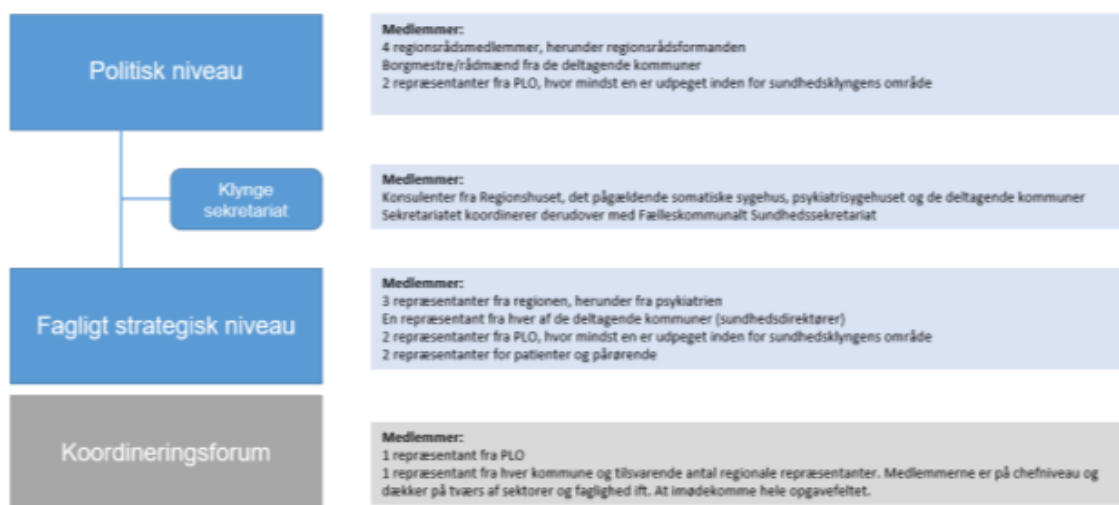 Politisk niveau
Medlemmer:
4 regionsrådsmedlemmer, herunder regionsrådsformanden
Borgmestre/rådmænd fra de deltagende kommuner
2 repræsentanter fra PLO, hvor mindst en er udpeget inden for sundhedsklyngens område
Klynge
sekretariat
Medlemmer:
Konsulenter fra Regionshuset, det pågældende somatiske sygehus, psykiatrisygehuset og de deltagende kommuner
Sekretariatet koordinerer derudover med Fælleskommunalt Sundhedssekretariat
Fagligt strategisk niveau
Medlemmer:
3 repræsentanter fra regionen, herunder fra psykiatrien
En repræsentant fra hver af de deltagende kommuner (sundhedsdirektører)
2 repræsentanter fra PLO, hvor mindst en er udpeget inden for sundhedsklyngens område
2 repræsentanter for patienter og pårørende
Koordineringsforum
Medlemmer:
1 repræsentant fra PLO
1 repræsentant fra hver kommune og tilsvarende antal regionale repræsentanter. Medlemmerne er på chefniveau og
dækker på tværs af sektorer og faglighed ift. At imødekomme hele opgavefeltet.